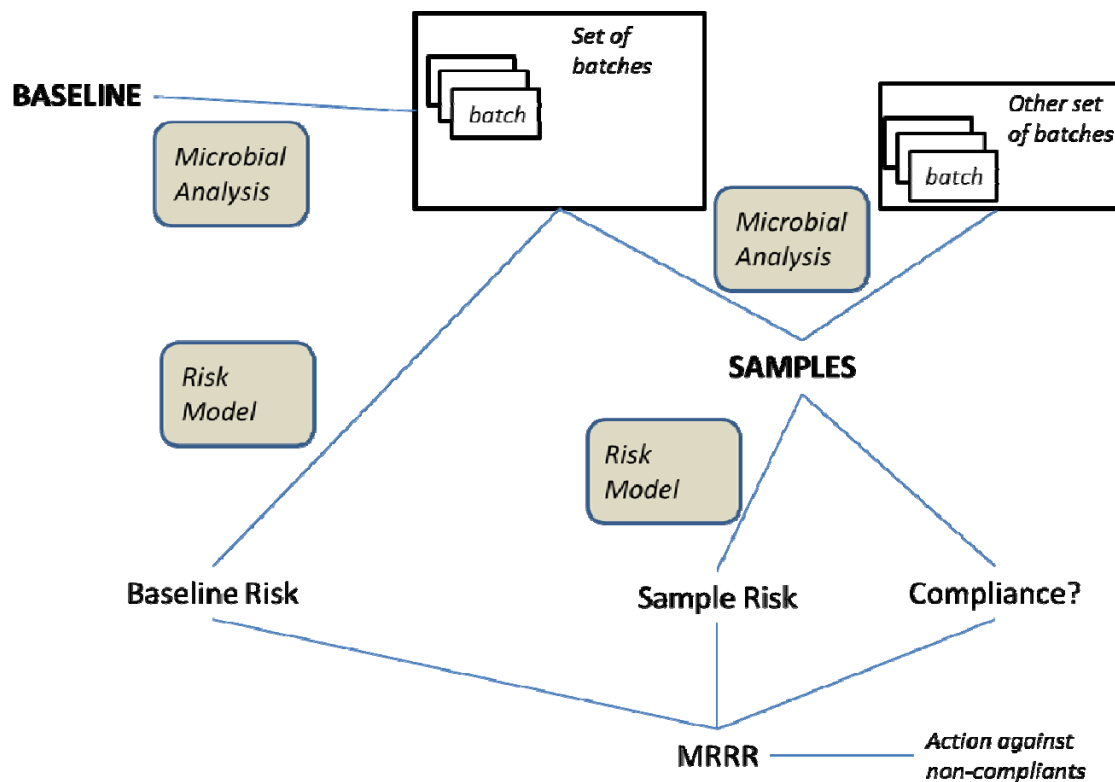 Set of
batches
BASELINE
batch
Other set
of batches
batch
Microbial
Analysis
Microbial
Analysis
Risk
Model
SAMPLES
Risk
Model
Baseline Risk
Sample Risk
Compliance?
MRRR
Action against
non-compliants